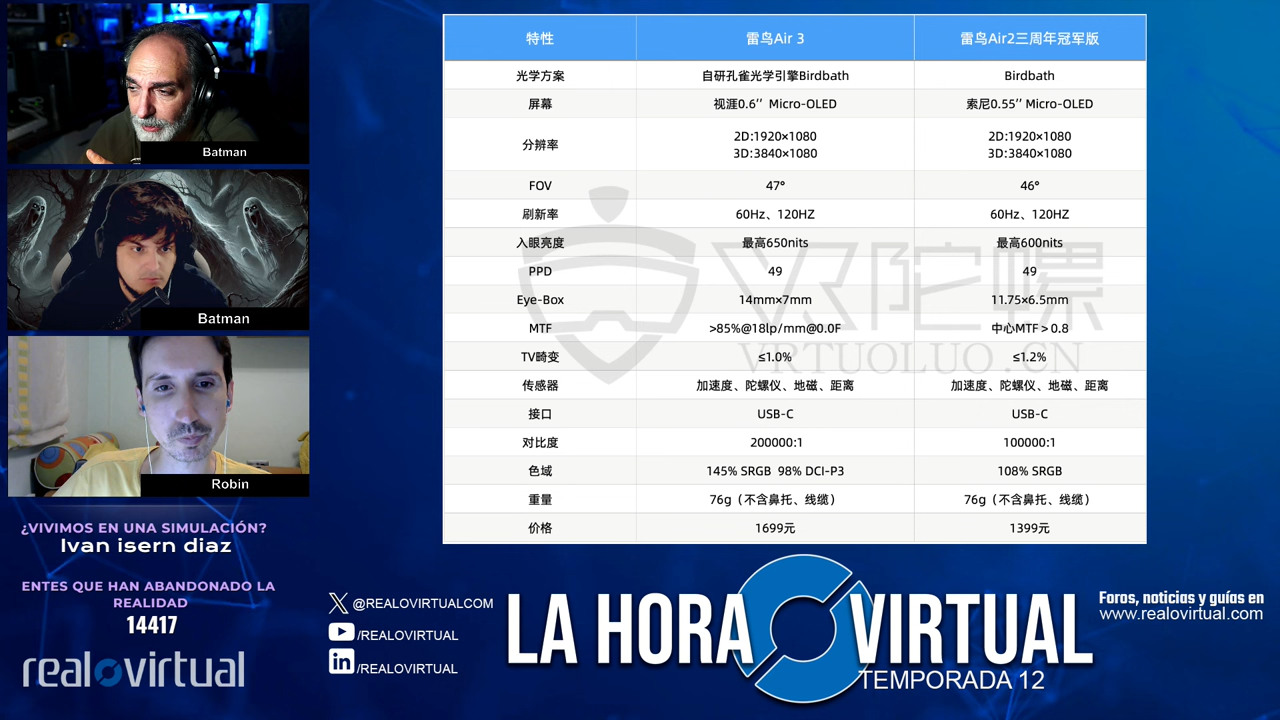 Batman
Batman
Robin
¿VIVIMOS EN UNA SIMULACIÓN?
Ivan isern diaz
ENTES QUE HAN ABANDONADO LA
REALIDAD
14417
realovirtual
特性 雷鸟Air 3 雷鸟Air2三周年冠军版
光学方案 自研孔雀光学引擎Birdbath Birdbath
屏幕 视涯0.6’’ Micro-OLED 索尼0.55’’ Micro-OLED
分辨率 2D:1920×1080 2D:1920×1080
3D:3840×1080 3D:3840×1080
FOV 47° 46°
刷新率 60Hz、120HZ 60Hz、120HZ
入眼亮度 最高650nits 最高600nits
PPD 49 49
Eye-Box 14mm×7mm 11.75×6.5mm
MTF >85%@18lp/mm@0.0F 中心MTF＞0.8
TV畸变 ≤1.0% ≤1.2%
传感器 加速度、陀螺仪、地磁、距离 加速度、陀螺仪、地磁、距离
接口 USB-C USB-C
对比度 200000:1 100000:1
色域 145% SRGB 98% DCI-P3 108% SRGB
重量 76g（不含鼻托、线缆） 76g（不含鼻托、线缆）
价格 1699元 1399元
VR陀螺
VRTUOLUO.CN
@REALOVIRTUALCOM
/REALOVIRTUAL
/REALOVIRTUAL
LA HORA VIRTUAL
TEMPORADA 12
Foros, noticias y guías en
www.realovirtual.com